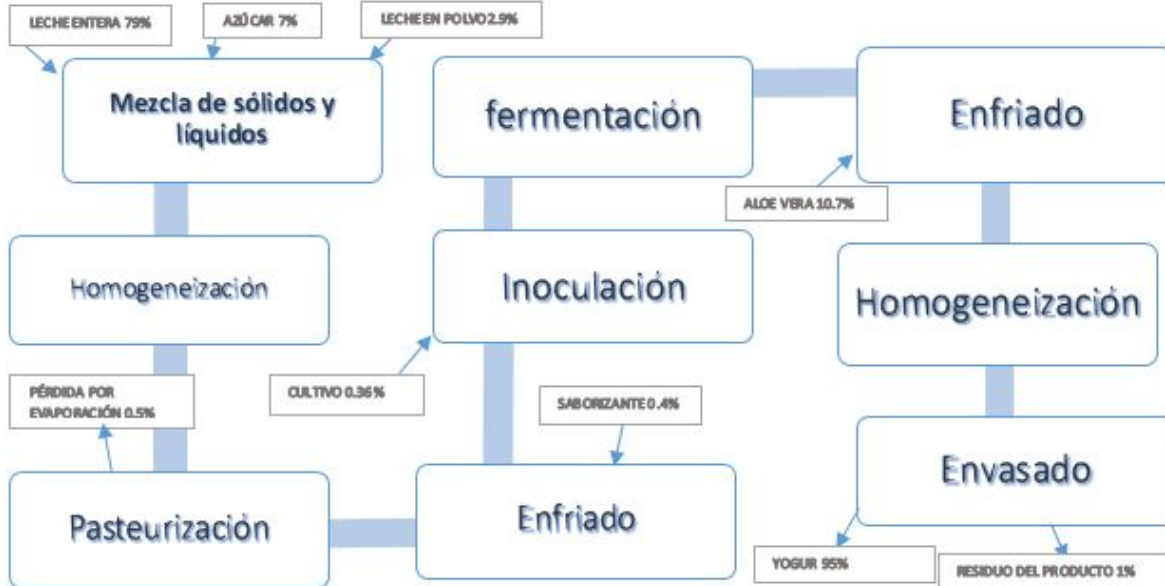 LECHE ENTERA 79%
AZÚCAR 7%
LECHE EN POLVO 2.9%
Mezcla de sólidos y
líquidos
Homogeneización
PÉRDIDA POR
EVAPORACIÓN 0.5%
Pasteurización
Enfriado
SABORIZANTE 0.4%
Inoculación
CULTIVO 0.36%
fermentación
Enfriado
ALOE VERA 10.7%
Homogeneización
Envasado
YOGUR 95%
RESIDUO DEL PRODUCTO 1%